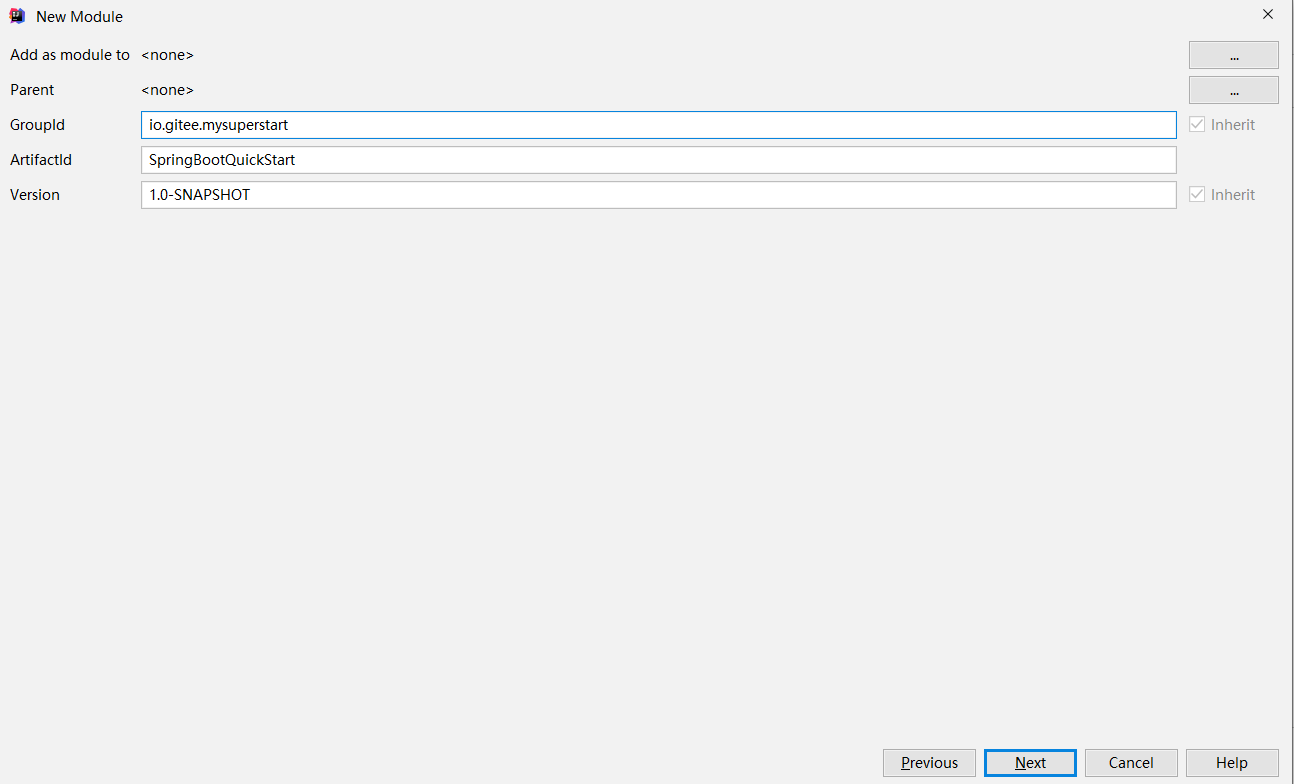 New Module
Add as module to <none> ...
Parent <none> ...
GroupId io.gitee.mysuperstart Inherit
ArtifactId SpringBootQuickStart
Version 1.0-SNAPSHOT Inherit
Previous Next Cancel Help